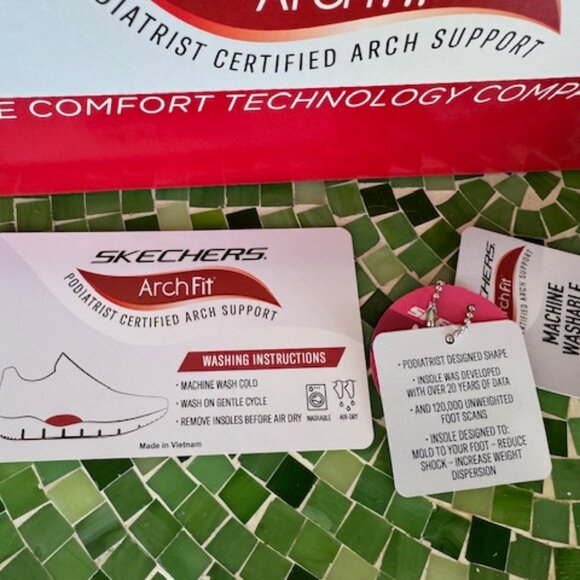 Arch Fit
PODIATRIST CERTIFIED ARCH SUPPORT
COMFORT TECHNOLOGY
SKECHERS
Arch Fit
PODIATRIST CERTIFIED ARCH SUPPORT
WASHING INSTRUCTIONS
• MACHINE WASH COLD
• WASH ON GENTLE CYCLE
• REMOVE INSOLES BEFORE AIR DRY
WASHABLE AIR-DRY
Made in Vietnam
• PODIATRIST DESIGNED SHAPE
• INSOLE WAS DEVELOPED
WITH OVER 20 YEARS OF DATA
• AND 120,000 UNWEIGHTED
FOOT SCANS
• INSOLE DESIGNED TO:
MOLD TO YOUR FOOT - REDUCE
SHOCK - INCREASE WEIGHT
DISPERSION
SKECHERS
Arch Fit
CERTIFIED ARCH SUPPORT
MACHINE
WASHABLE